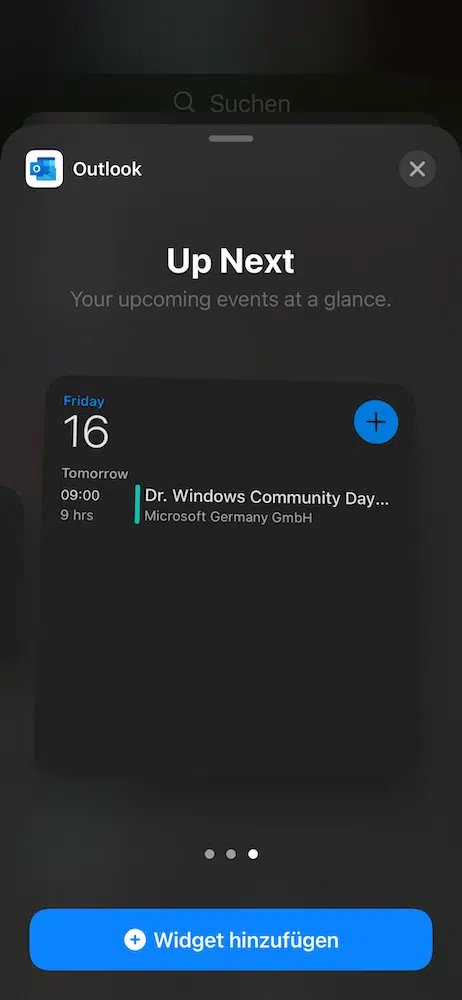 Suchen
Outlook
Up Next
Your upcoming events at a glance.
Friday
16
Tomorrow
09:00 Dr. Windows Community Day...
9 hrs Microsoft Germany GmbH
Widget hinzufügen